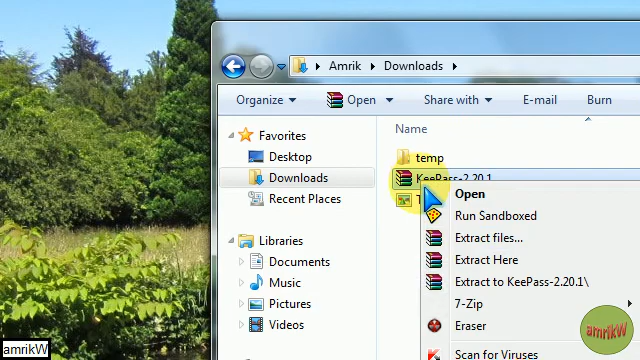 Amrik Downloads
Organize Open Share with E-mail Burn
Name
Favorites
Desktop
Downloads
Recent Places
Libraries
Documents
Music
Pictures
Videos
temp
KeePass-2.20.1
Open
Run Sandboxed
Extract files...
Extract Here
Extract to KeePass-2.20.1\
7-Zip
Eraser
Scan for Viruses
amrikW
amrikW